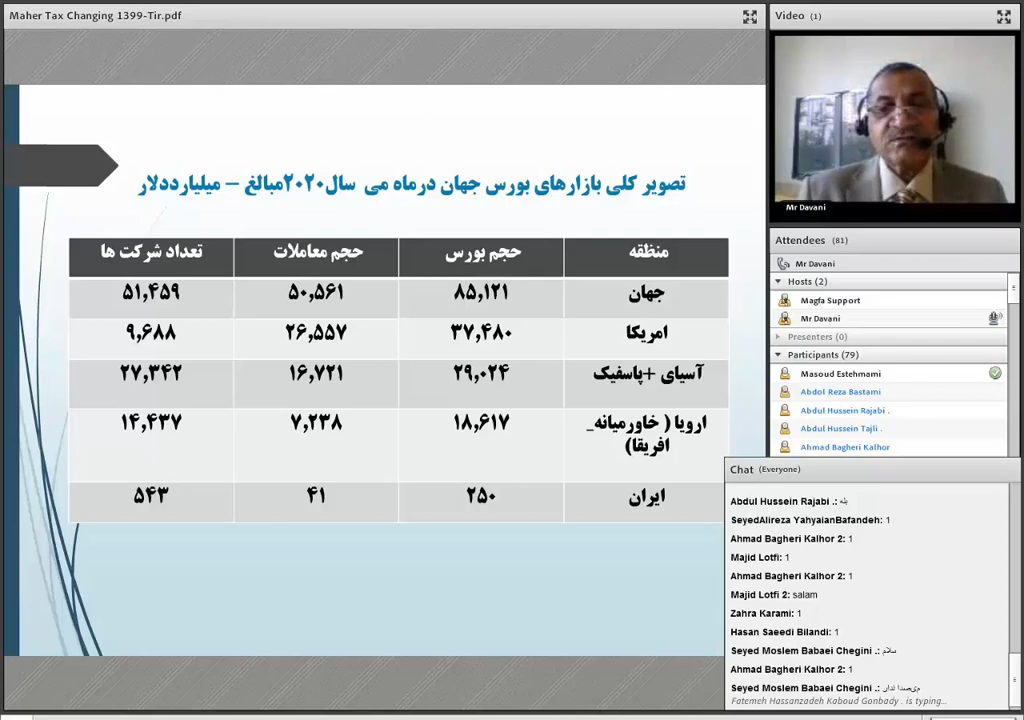 Maher Tax Changing 1399-Tir.pdf
تصویر کلی بازارهای بورس جهان درماه می سال۲۰۲۰مبالغ – میلیارددلار
منطقه حجم بورس حجم معاملات تعداد شرکت ها
جهان ۸۵,۱۲۱ ۵۰,۵۶۱ ۵۱,۴۵۹
امریکا ۳۷,۴۸۰ ۲۶,۵۵۷ ۹,۶۸۸
آسیای +پاسفیک ۲۹,۰۲۴ ۱۶,۷۲۱ ۲۷,۳۴۲
اروپا ( خاورمیانه_ ۱۸,۶۱۷ ۷,۲۳۸ ۱۴,۴۳۷
افریقا)
ایران ۲۵۰ ۴۱ ۵۴۳
Video (1)
Mr Davani
Attendees (81)
Mr Davani
Hosts (2)
Magfa Support
Mr Davani
Presenters (0)
Participants (79)
Masoud Estehmami
Abdol Reza Bastami
Abdul Hussein Rajabi .
Abdul Hussein Tajli .
Ahmad Bagheri Kalhor
Chat (Everyone)
Abdul Hussein Rajabi .: بله
SeyedAlireza YahyaianBafandeh: 1
Ahmad Bagheri Kalhor 2: 1
Majid Lotfi: 1
Ahmad Bagheri Kalhor 2: 1
Majid Lotfi 2: salam
Zahra Karami: 1
Hasan Saeedi Bilandi: 1
Seyed Moslem Babaei Chegini .: سلام
Ahmad Bagheri Kalhor 2: 1
Seyed Moslem Babaei Chegini .: میصدا ندار
Fatemeh Hassanzadeh Kaboud Gonbady . is typing...